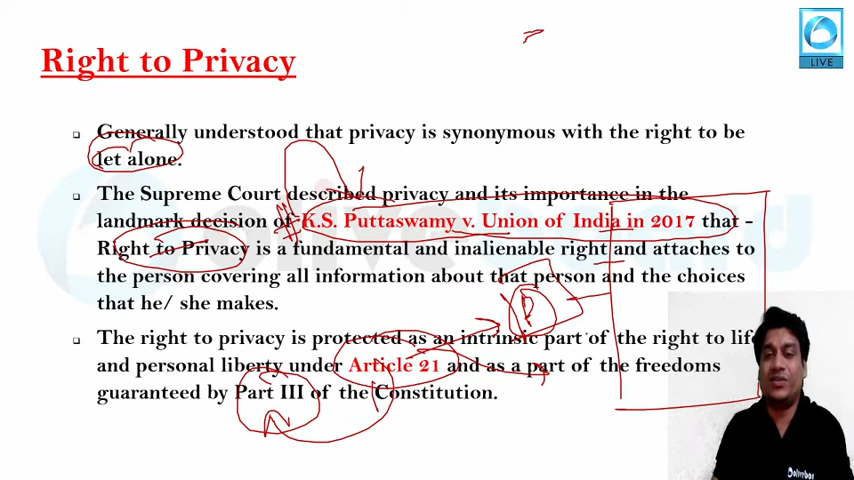 LIVE
Right to Privacy
Generally understood that privacy is synonymous with the right to be
let alone.
The Supreme Court described privacy and its importance in the
landmark decision of K.S. Puttaswamy v. Union of India in 2017 that -
Right to Privacy is a fundamental and inalienable right and attaches to
the person covering all information about that person and the choices
that he/ she makes.
The right to privacy is protected as an intrinsic part of the right to life
and personal liberty under Article 21 and as a part of the freedoms
guaranteed by Part III of the Constitution.